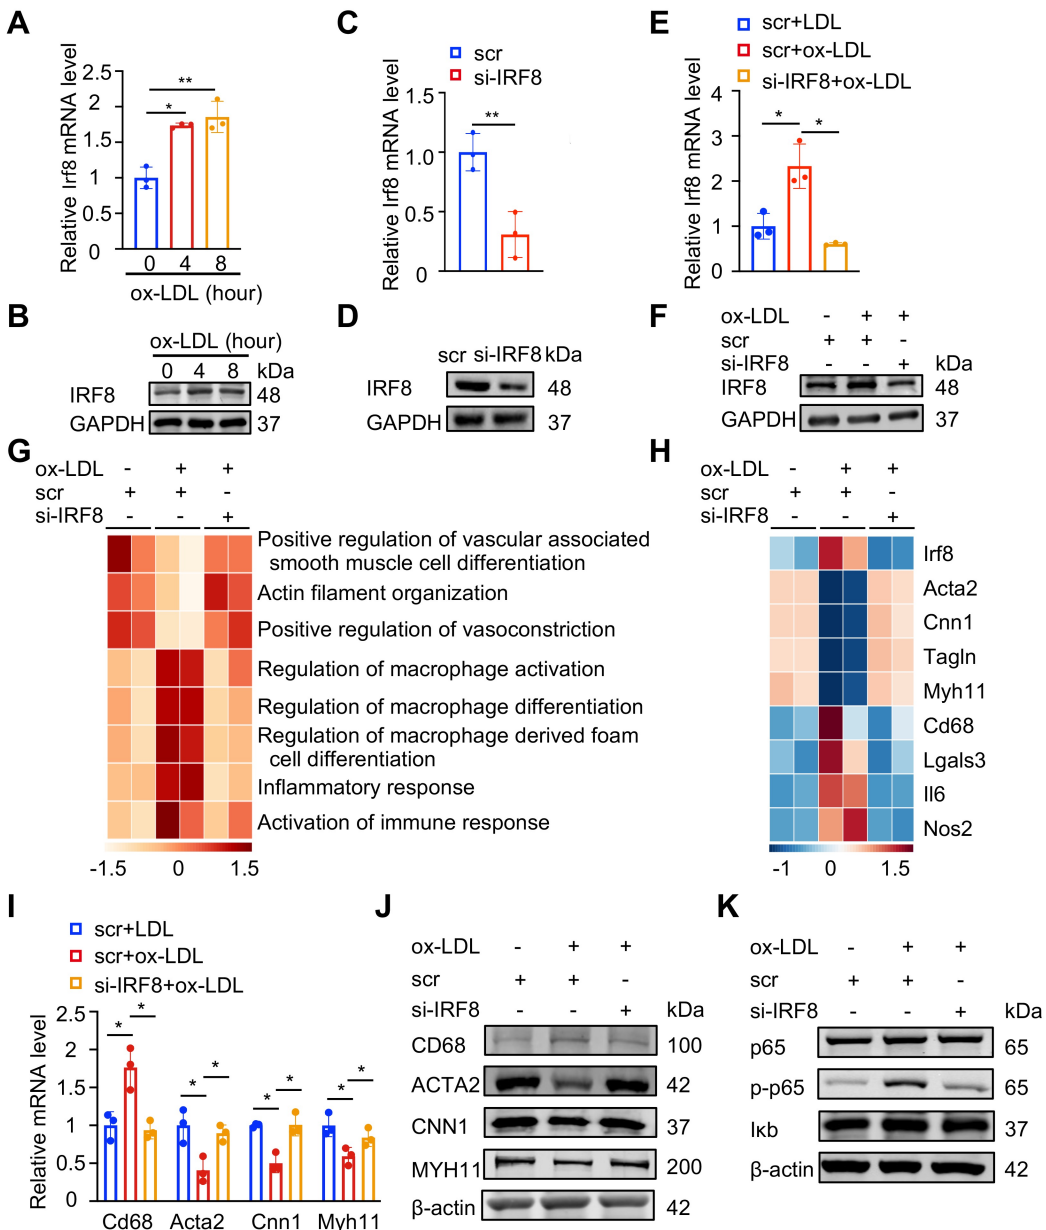 A
Relative Irf8 mRNA level
2.5
2
1.5
1
0.5
0
**
*
0 4 8
ox-LDL (hour)
C
scr
si-IRF8
Relative Irf8 mRNA level
1.5
1.0
0.5
0
**
E
scr+LDL
scr+ox-LDL
si-IRF8+ox-LDL
Relative Irf8 mRNA level
4
3
2
1
0
* *
B
ox-LDL (hour)
0 4 8 kDa
IRF8 48
GAPDH 37
D
scr si-IRF8 kDa
IRF8 48
GAPDH 37
F
ox-LDL - + +
scr + + -
si-IRF8 - - + kDa
IRF8 48
GAPDH 37
G
ox-LDL - + +
scr + + -
si-IRF8 - - +
Positive regulation of vascular associated
smooth muscle cell differentiation
Actin filament organization
Positive regulation of vasoconstriction
Regulation of macrophage activation
Regulation of macrophage differentiation
Regulation of macrophage derived foam
cell differentiation
Inflammatory response
Activation of immune response
-1.5 0 1.5
H
ox-LDL - + +
scr + + -
si-IRF8 - - +
Irf8
Acta2
Cnn1
Tagln
Myh11
Cd68
Lgals3
Il6
Nos2
-1 0 1.5
I
scr+LDL
scr+ox-LDL
si-IRF8+ox-LDL
Relative mRNA level
2.5
2
1.5
1
0.5
0
* * * * * * * *
Cd68 Acta2 Cnn1 Myh11
J
ox-LDL - + +
scr + + -
si-IRF8 - - + kDa
CD68 100
ACTA2 42
CNN1 37
MYH11 200
β-actin 42
K
ox-LDL - + +
scr + + -
si-IRF8 - - + kDa
p65 65
p-p65 65
Iκb 37
β-actin 42